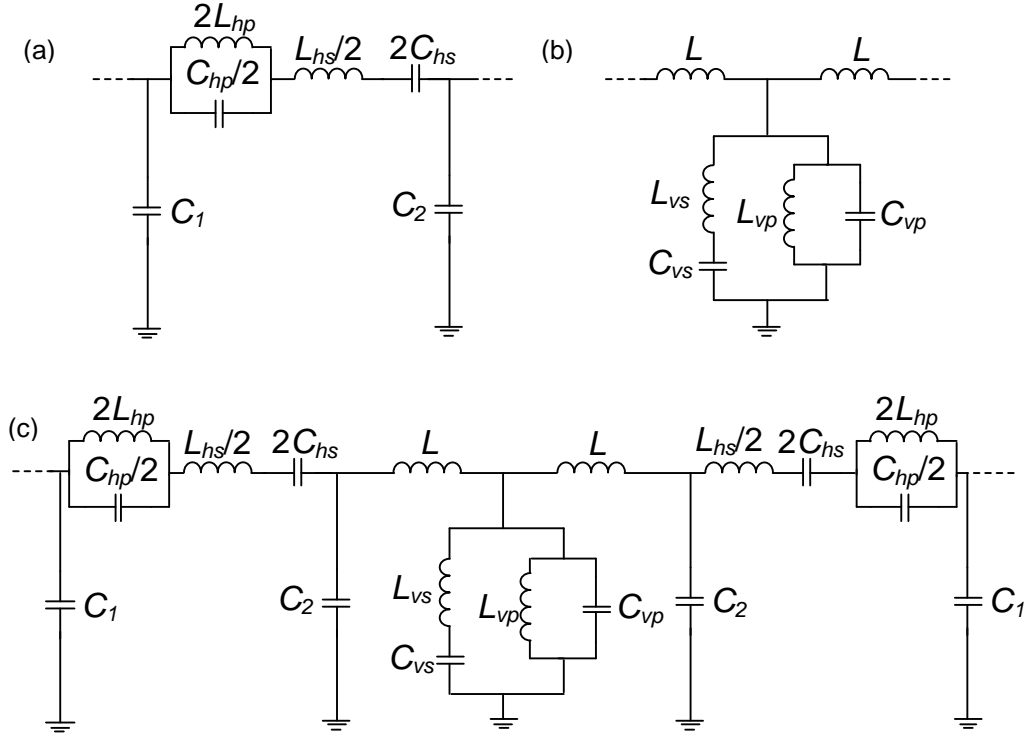 (a)
2L_hp
C_hp/2
L_hs/2
2C_hs
C_1
C_2
(b)
L
L
L_vs
C_vs
L_vp
C_vp
(c)
2L_hp
C_hp/2
L_hs/2
2C_hs
L
L
L_hs/2
2C_hs
2L_hp
C_hp/2
C_1
C_2
L_vs
C_vs
L_vp
C_vp
C_2
C_1